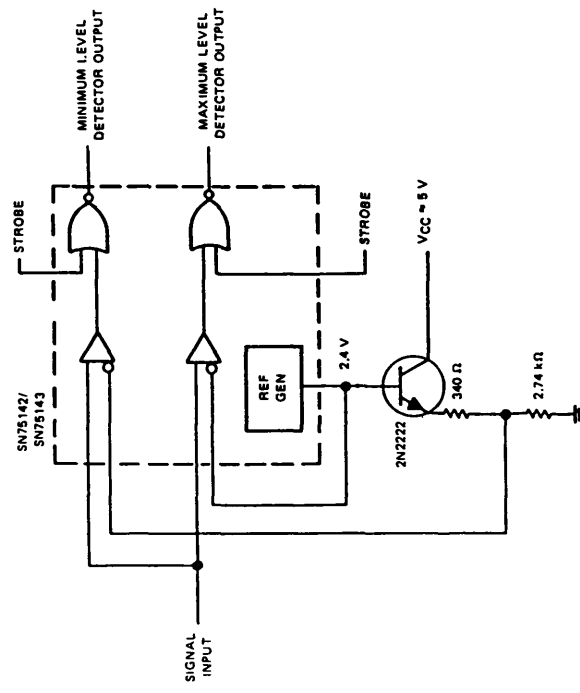 STROBE
MINIMUM LEVEL
DETECTOR OUTPUT
SN75142/
SN75143
MAXIMUM LEVEL
DETECTOR OUTPUT
REF
GEN
STROBE
SIGNAL
INPUT
2.4 V
2N2222
340 Ω
2.74 kΩ
VCC ≈ 5 V